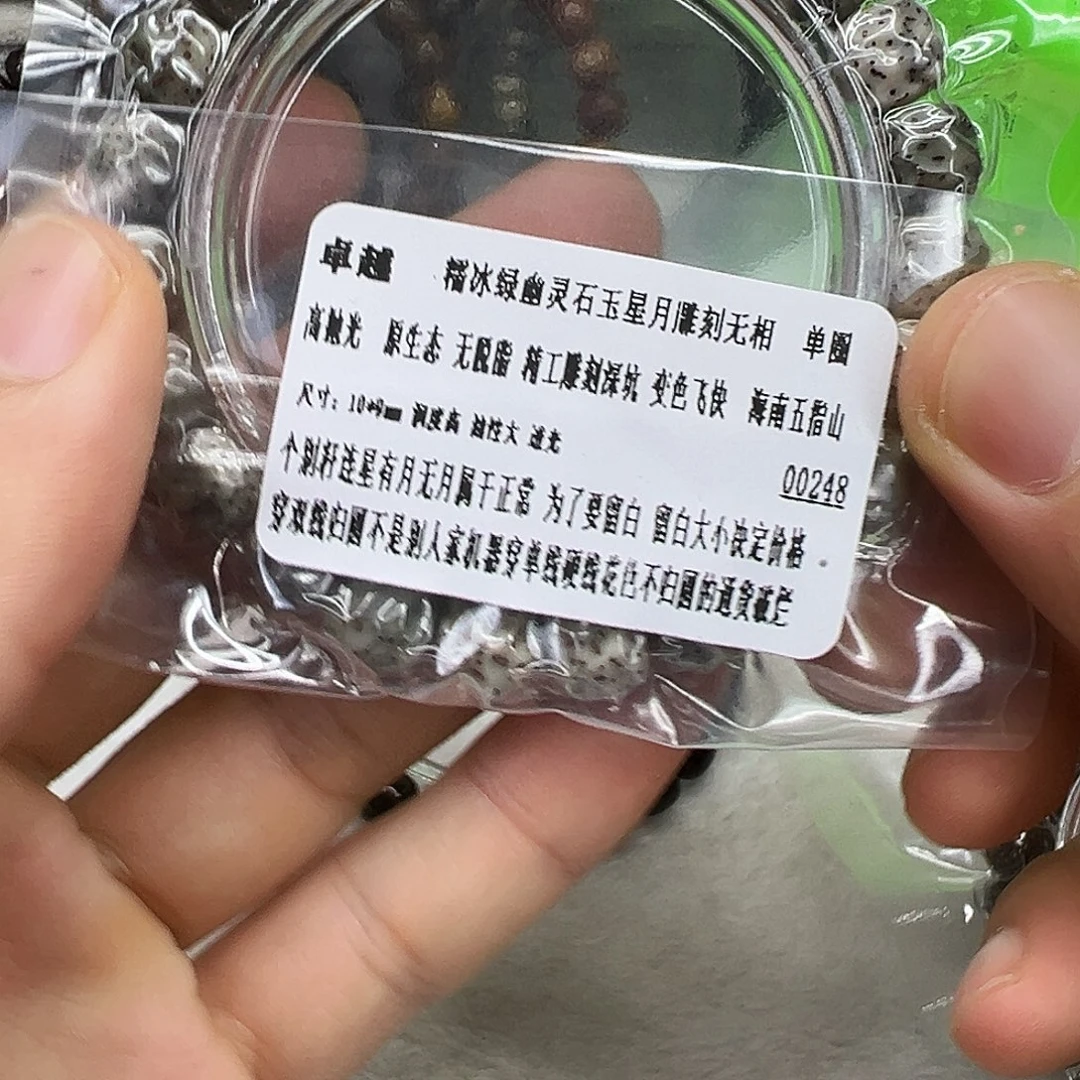 卓越 糯冰绿幽灵石玉星月雕刻无相 单圈
高抛光 原生态 无脱脂 精工雕刻深坑 变色飞快 海南五指山
尺寸：10*9mm 润度高 油性大 透光
00248
个别籽连星有月无月属于正常 为了要留白 留白大小决定价格
穿双线归圆不是别人家机器穿单线硬线花也不归圆的通货破烂